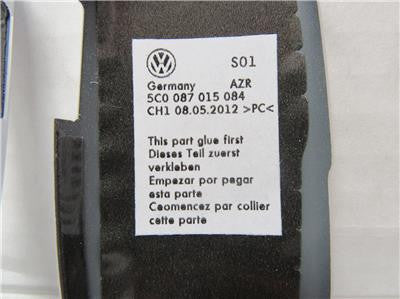 S01
Germany AZR
5C0 087 015 084
CH1 08.05.2012 >PC<
This part glue first
Dieses Teil zuerst
verkleben
Empezar por pegar
esta parte
Caomencaz par collier
cette parte